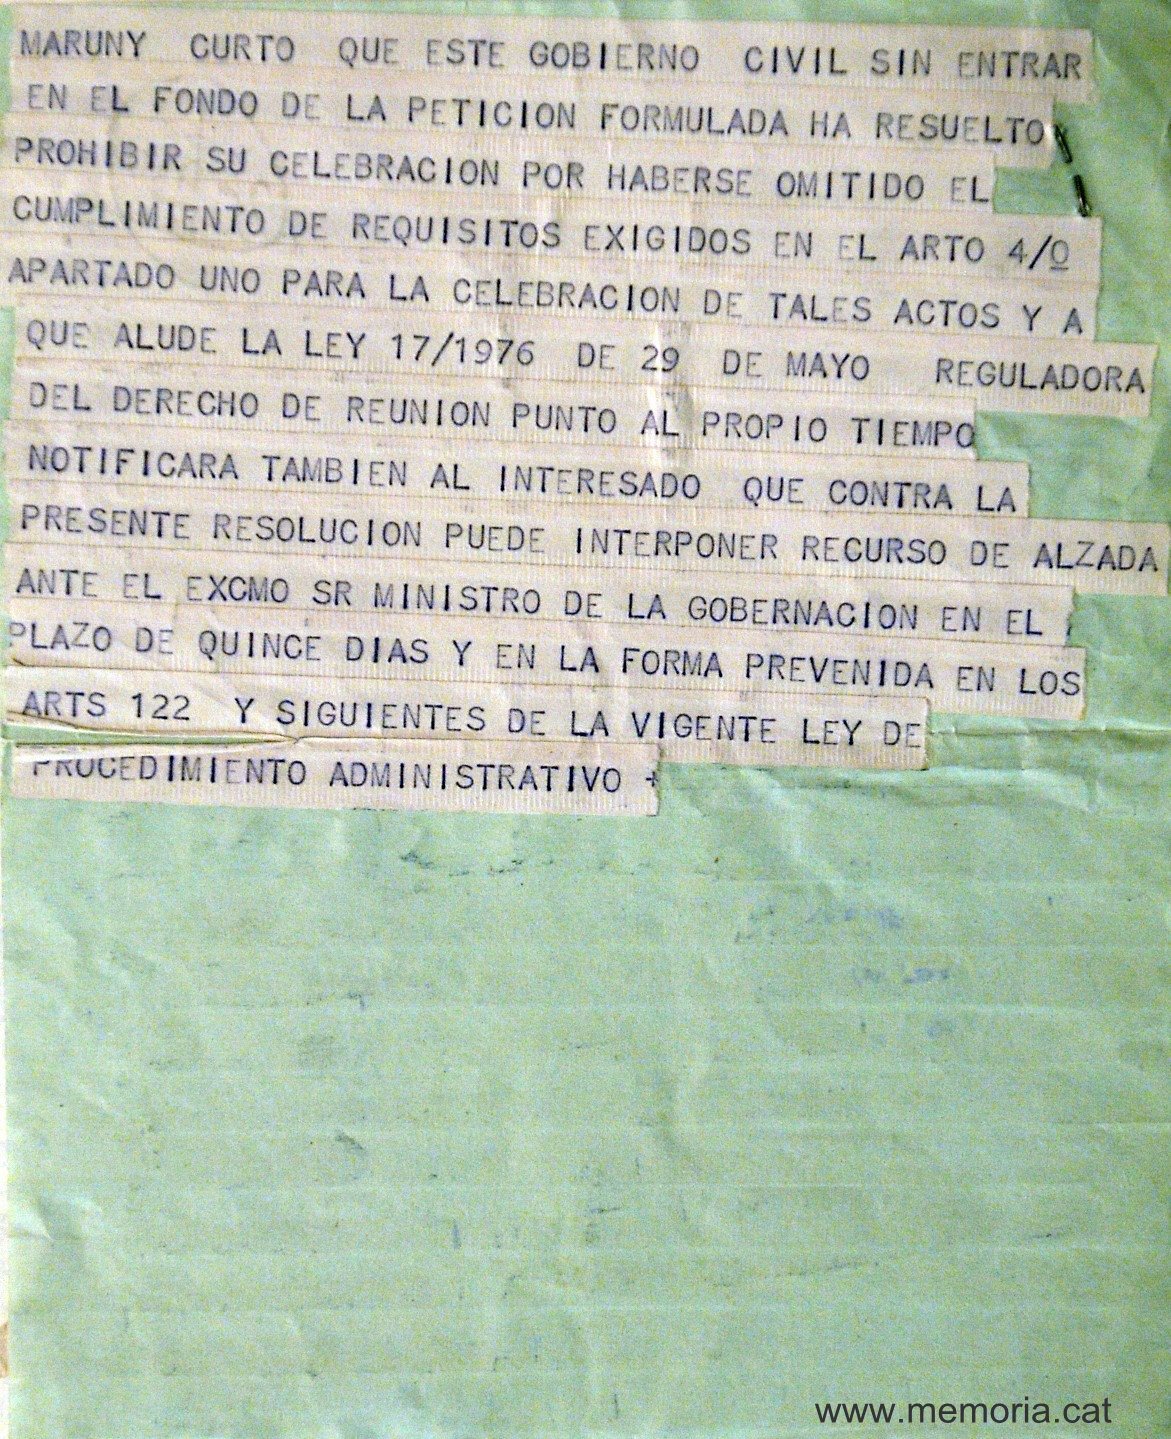 MARUNY CURTO QUE ESTE GOBIERNO CIVIL SIN ENTRAR
EN EL FONDO DE LA PETICION FORMULADA HA RESUELTO
PROHIBIR SU CELEBRACION POR HABERSE OMITIDO EL
CUMPLIMIENTO DE REQUISITOS EXIGIDOS EN EL ARTO 4/O
APARTADO UNO PARA LA CELEBRACION DE TALES ACTOS Y A
QUE ALUDE LA LEY 17/1976 DE 29 DE MAYO REGULADORA
DEL DERECHO DE REUNION PUNTO AL PROPIO TIEMPO
NOTIFICARA TAMBIEN AL INTERESADO QUE CONTRA LA
PRESENTE RESOLUCION PUEDE INTERPONER RECURSO DE ALZADA
ANTE EL EXCMO SR MINISTRO DE LA GOBERNACION EN EL
PLAZO DE QUINCE DIAS Y EN LA FORMA PREVENIDA EN LOS
ARTS 122 Y SIGUIENTES DE LA VIGENTE LEY DE
PROCEDIMIENTO ADMINISTRATIVO +
www.memoria.cat